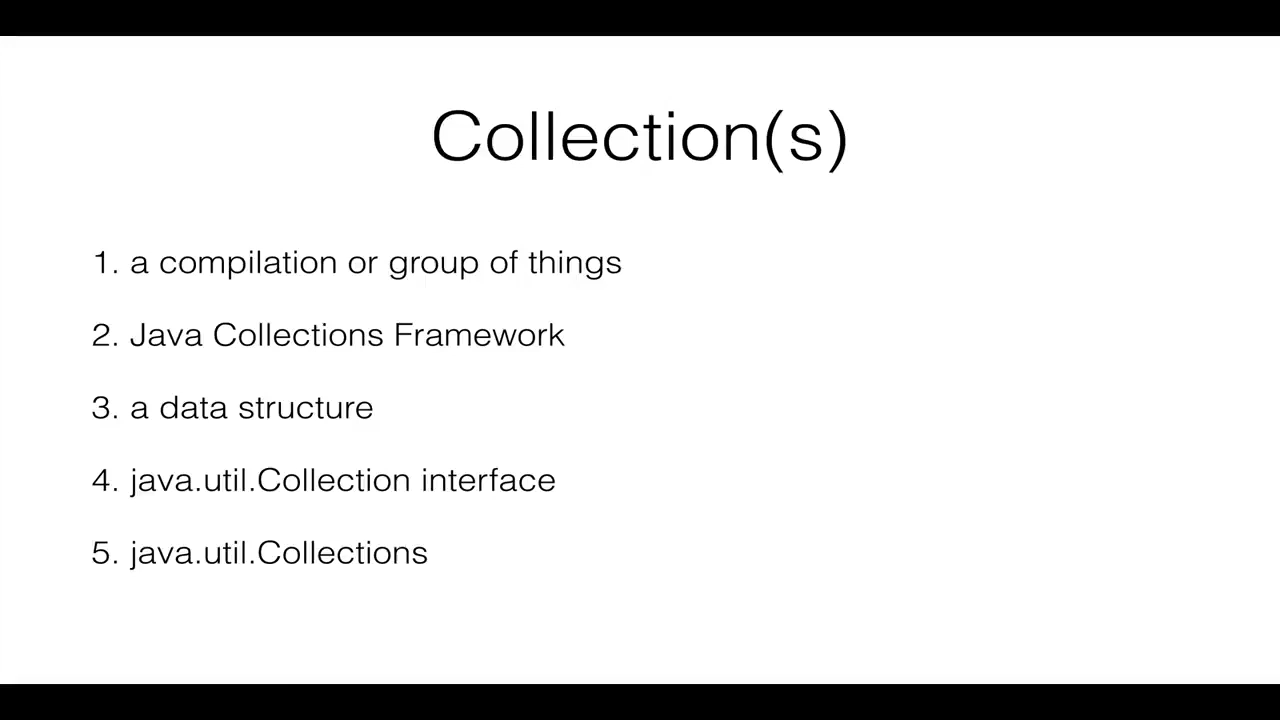 Collection(s)
1. a compilation or group of things
2. Java Collections Framework
3. a data structure
4. java.util.Collection interface
5. java.util.Collections